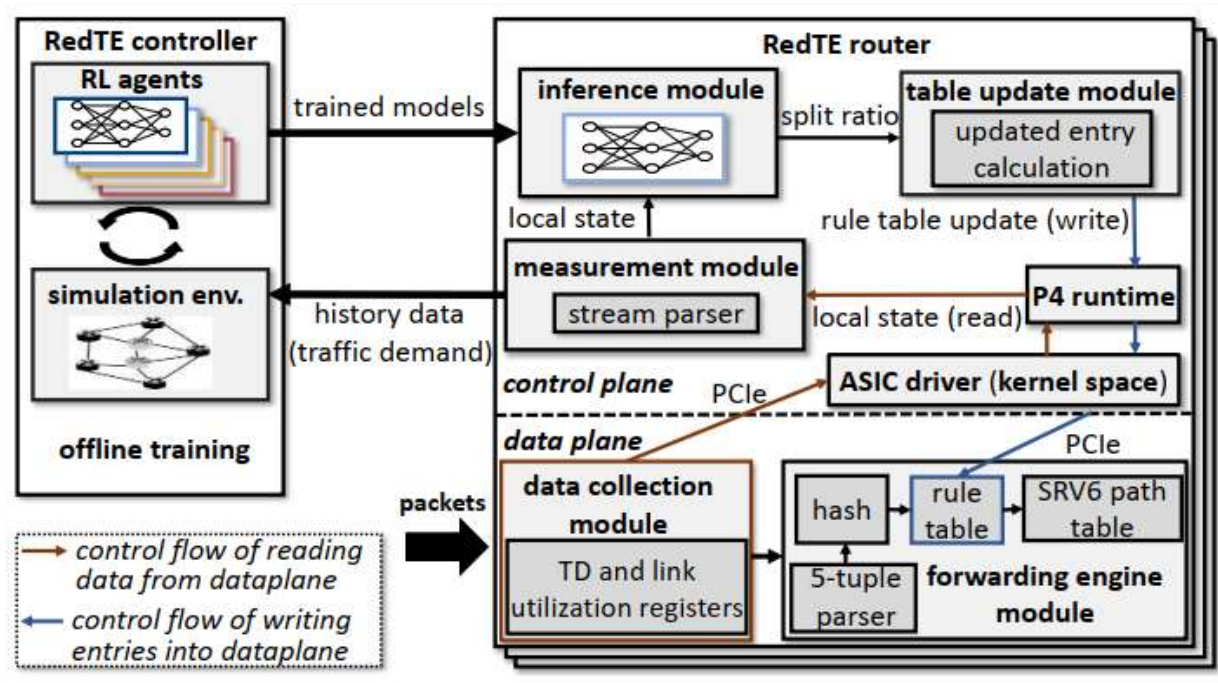 RedTE controller
RL agents
simulation env.
offline training
trained models
history data
(traffic demand)
RedTE router
inference module
split ratio
table update module
updated entry
calculation
local state
rule table update (write)
measurement module
stream parser
P4 runtime
local state (read)
ASIC driver (kernel space)
control plane
PCIe
data plane
PCIe
packets
data collection
module
TD and link
utilization registers
hash
rule
table
SRV6 path
table
5-tuple
parser
forwarding engine
module
control flow of reading
data from dataplane
control flow of writing
entries into dataplane